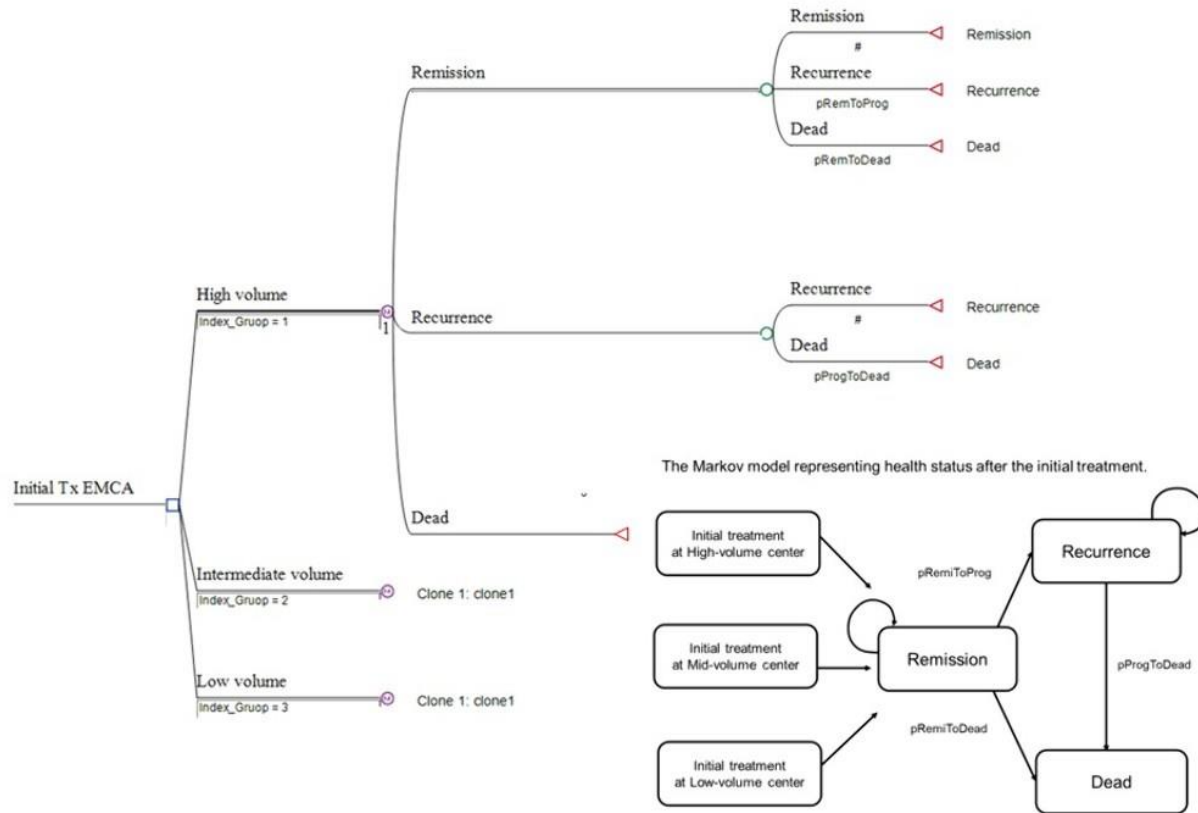 Remission
Remission
#
Remission
Recurrence
pRemToProg
Recurrence
Dead
pRemToDead
Dead
High volume
Index_Gruop = 1
1
Recurrence
Recurrence
#
Recurrence
Dead
pProgToDead
Dead
Initial Tx EMCA
Dead
Intermediate volume
Index_Gruop = 2
Clone 1: clone1
Low volume
Index_Gruop = 3
Clone 1: clone1
The Markov model representing health status after the initial treatment.
Initial treatment
at High-volume center
Recurrence
pRemiToProg
Initial treatment
at Mid-volume center
Remission
pProgToDead
pRemiToDead
Initial treatment
at Low-volume center
Dead